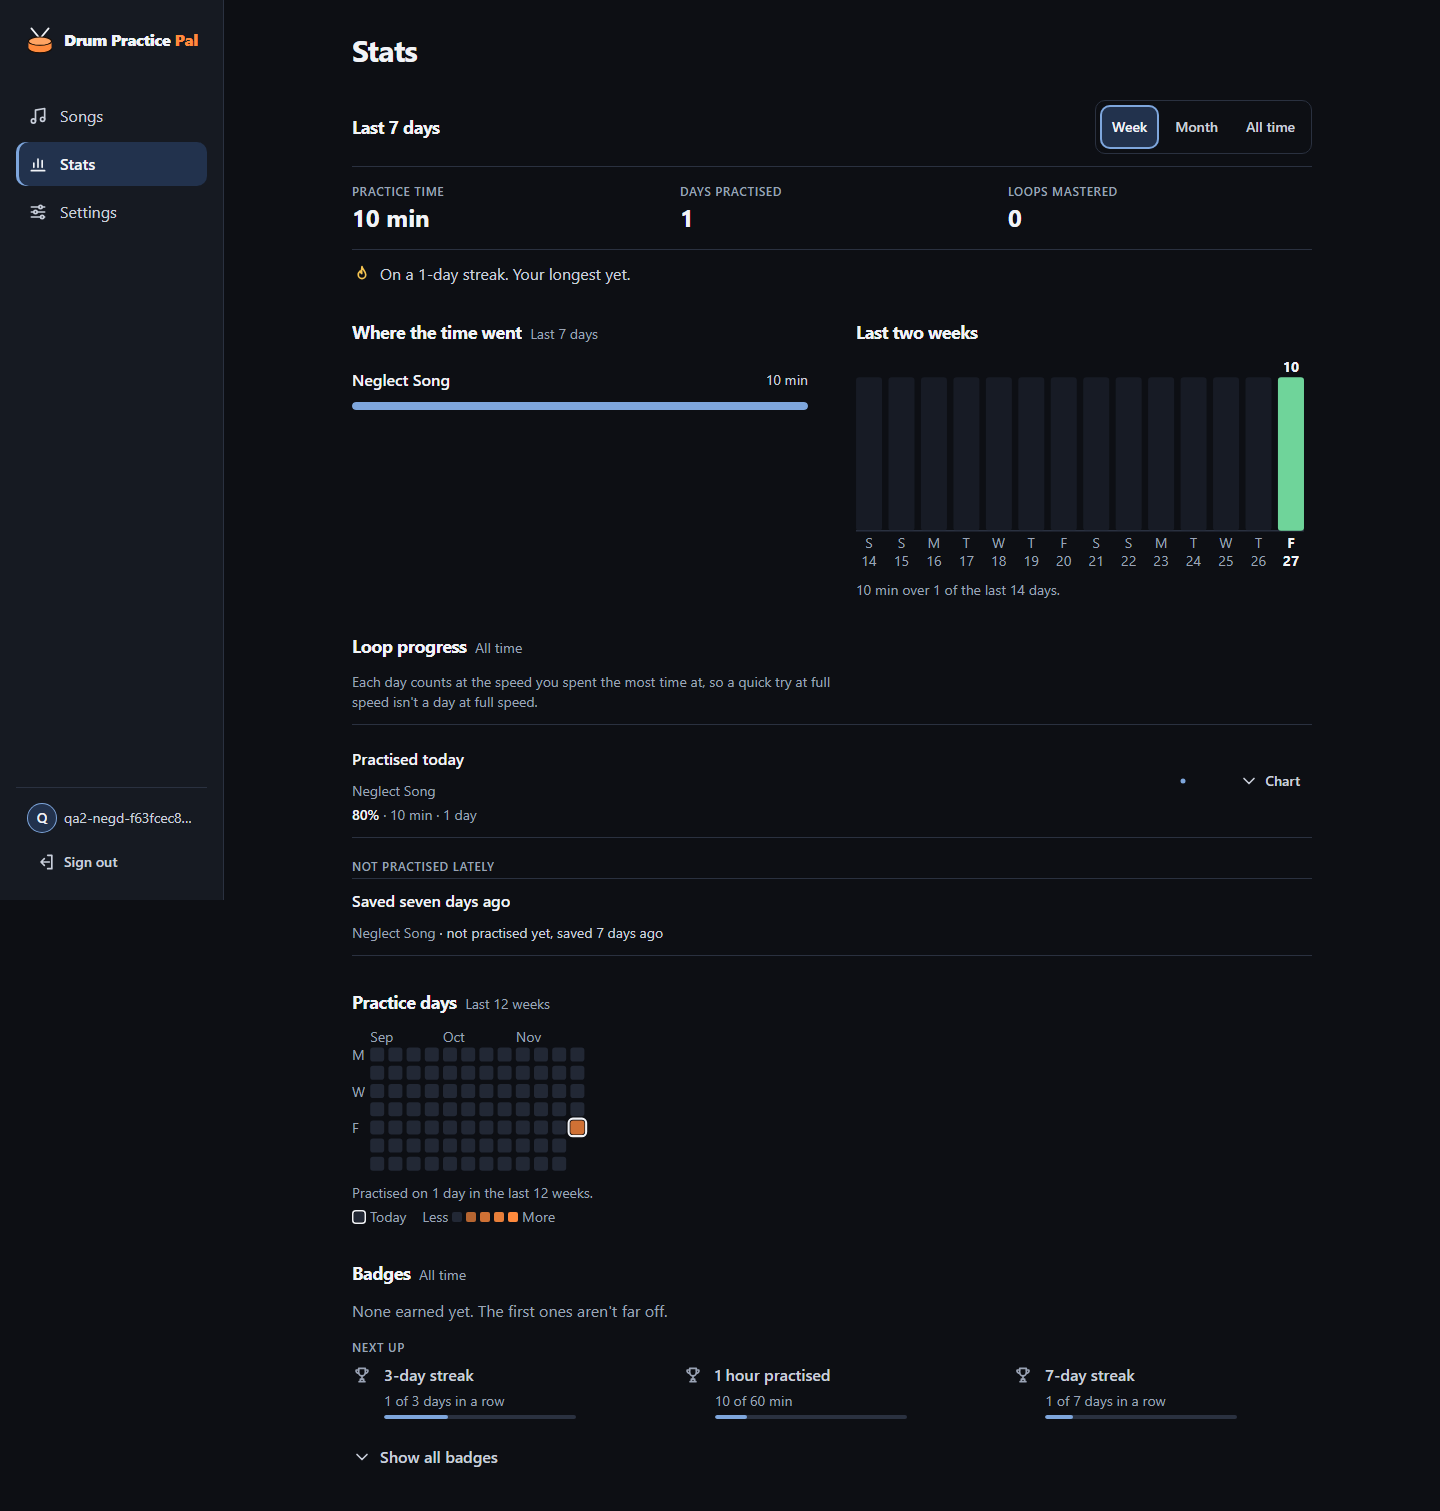 Drum Practice Pal
Songs
Stats
Settings
qa2-negd-f63fcec8...
Sign out
Stats
Last 7 days
Week Month All time
PRACTICE TIME DAYS PRACTISED LOOPS MASTERED
10 min 1 0
On a 1-day streak. Your longest yet.
Where the time went Last 7 days
Neglect Song 10 min
Last two weeks
10
S S M T W T F S S M T W T F
14 15 16 17 18 19 20 21 22 23 24 25 26 27
10 min over 1 of the last 14 days.
Loop progress All time
Each day counts at the speed you spent the most time at, so a quick try at full
speed isn't a day at full speed.
Practised today
Neglect Song
80% · 10 min · 1 day
Chart
NOT PRACTISED LATELY
Saved seven days ago
Neglect Song · not practised yet, saved 7 days ago
Practice days Last 12 weeks
Sep Oct Nov
M
W
F
Practised on 1 day in the last 12 weeks.
Today Less More
Badges All time
None earned yet. The first ones aren't far off.
NEXT UP
3-day streak
1 of 3 days in a row
1 hour practised
10 of 60 min
7-day streak
1 of 7 days in a row
Show all badges